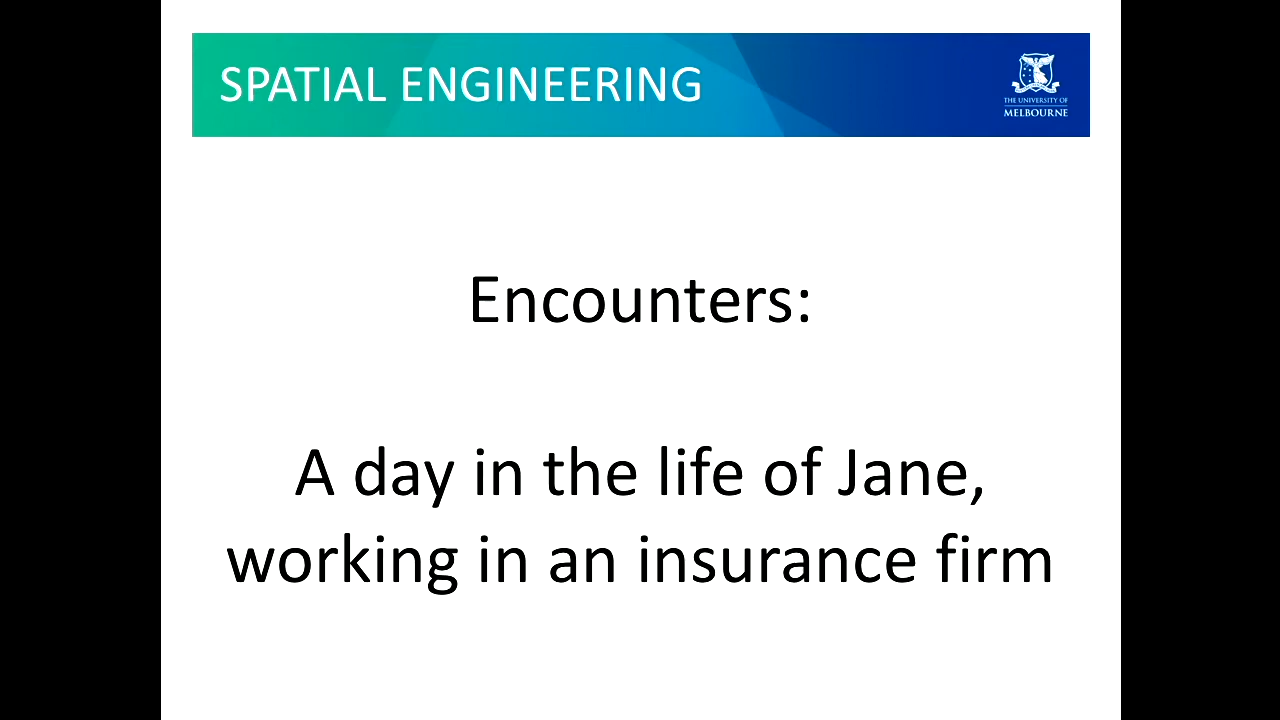 SPATIAL ENGINEERING
THE UNIVERSITY OF
MELBOURNE
Encounters:
A day in the life of Jane,
working in an insurance firm